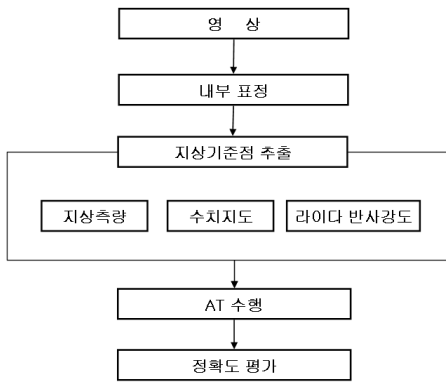 영 상
내부 표정
지상기준점 추출
지상측량
수치지도
라이다 반사강도
AT 수행
정확도 평가